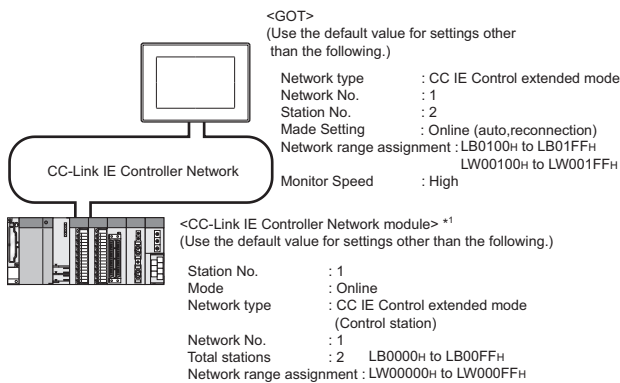 <GOT>
(Use the default value for settings other
than the following.)
Network type : CC IE Control extended mode
Network No. : 1
Station No. : 2
Made Setting : Online (auto,reconnection)
Network range assignment : LB0100H to LB01FFH
LW00100H to LW001FFH
Monitor Speed : High
CC-Link IE Controller Network
<CC-Link IE Controller Network module> *1
(Use the default value for settings other than the following.)
Station No. : 1
Mode : Online
Network type : CC IE Control extended mode
(Control station)
Network No. : 1
Total stations : 2 LB0000H to LB00FFH
Network range assignment : LW00000H to LW000FFH